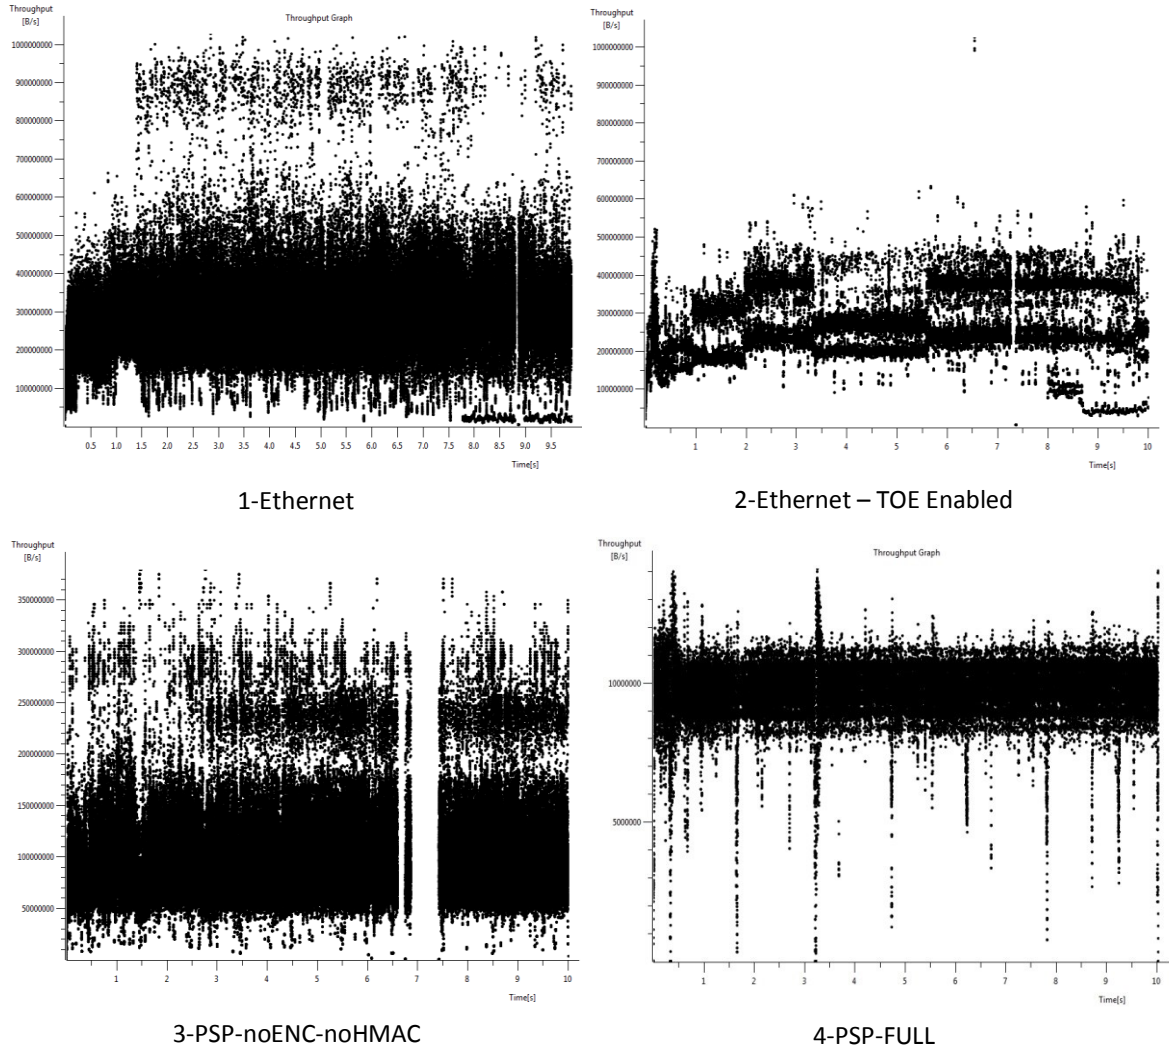 Throughput
[B/s]
Throughput Graph
1000000000
900000000
800000000
700000000
600000000
500000000
400000000
300000000
200000000
100000000
0.5 1.0 1.5 2.0 2.5 3.0 3.5 4.0 4.5 5.0 5.5 6.0 6.5 7.0 7.5 8.0 8.5 9.0 9.5
Time[s]
1-Ethernet
Throughput
[B/s]
1000000000
900000000
800000000
700000000
600000000
500000000
400000000
300000000
200000000
100000000
1 2 3 4 5 6 7 8 9 10
Time[s]
2-Ethernet – TOE Enabled
Throughput
[B/s]
350000000
300000000
250000000
200000000
150000000
100000000
50000000
1 2 3 4 5 6 7 8 9 10
Time[s]
3-PSP-noENC-noHMAC
Throughput
[B/s]
Throughput Graph
10000000
5000000
1 2 3 4 5 6 7 8 9 10
Time[s]
4-PSP-FULL